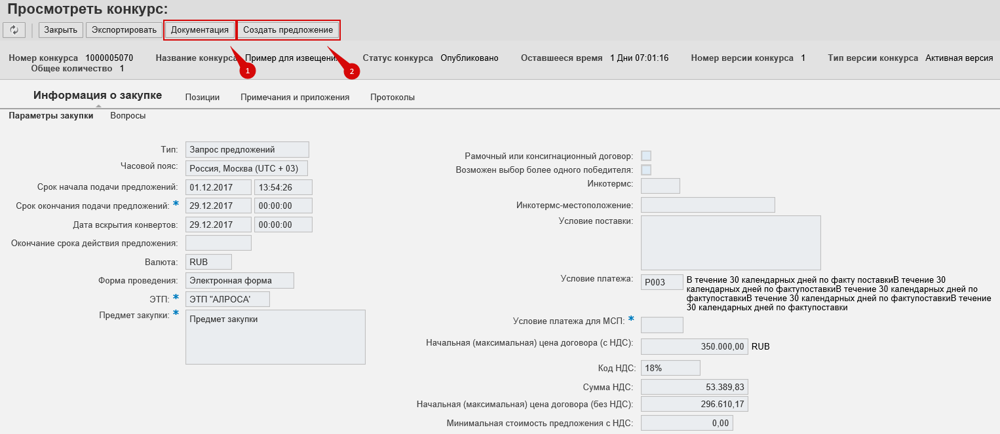 Просмотреть конкурс:
Закрыть Экспортировать Документация Создать предложение
Номер конкурса 1000005070 Название конкурса Пример для извещени Статус конкурса Опубликовано Оставшееся время 1 Дни 07:01:16 Номер версии конкурса 1 Тип версии конкурса Активная версия
Общее количество 1
1
2
Информация о закупке Позиции Примечания и приложения Протоколы
Параметры закупки Вопросы
Тип: Запрос предложений
Часовой пояс: Россия, Москва (UTC + 03)
Срок начала подачи предложений: 01.12.2017 13:54:26
Срок окончания подачи предложений: * 29.12.2017 00:00:00
Дата вскрытия конвертов: 29.12.2017 00:00:00
Окончание срока действия предложения:
Валюта: RUB
Форма проведения: Электронная форма
ЭТП: * ЭТП "АЛРОСА"
Предмет закупки: * Предмет закупки
Рамочный или консигнационный договор:
Возможен выбор более одного победителя:
Инкотермс:
Инкотермс-местоположение:
Условие поставки:
Условие платежа: P003 В течение 30 календарных дней по факту поставкиВ течение 30
календарных дней по фактупоставкиВ течение 30 календарных дней по
фактупоставкиВ течение 30 календарных дней по фактупоставкиВ течение
30 календарных дней по фактупоставки
Условие платежа для МСП: *
Начальная (максимальная) цена договора (с НДС): 350.000,00 RUB
Код НДС: 18%
Сумма НДС: 53.389,83
Начальная (максимальная) цена договора (без НДС): 296.610,17
Минимальная стоимость предложения с НДС: 0,00